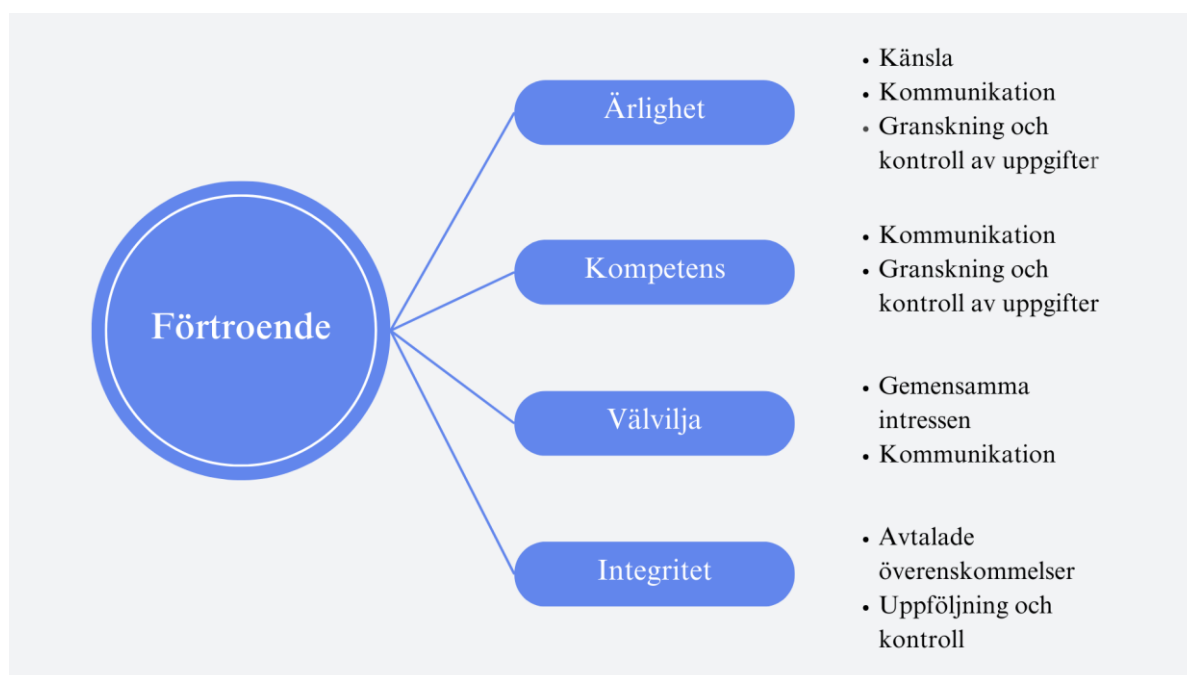 Förtroende
Ärlighet
• Känsla
• Kommunikation
• Granskning och
kontroll av uppgifter
Kompetens
• Kommunikation
• Granskning och
kontroll av uppgifter
Välvilja
• Gemensamma
intressen
• Kommunikation
Integritet
• Avtalade
överenskommelser
• Uppföljning och
kontroll